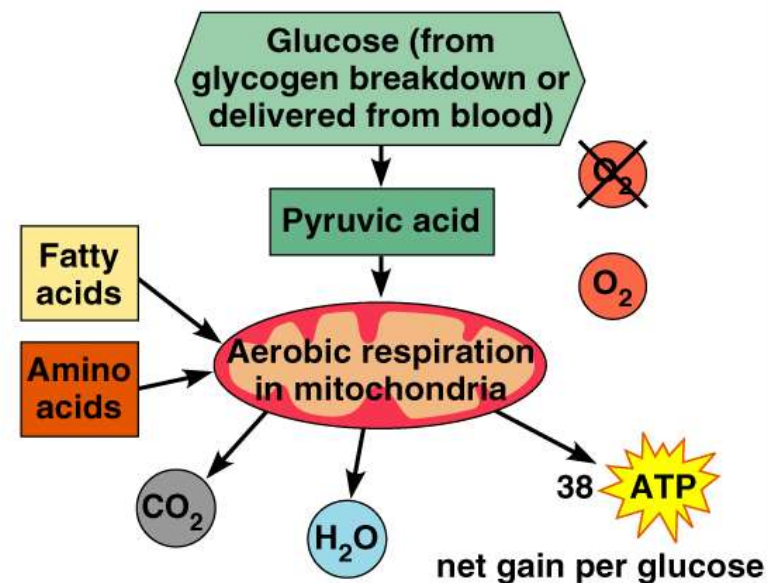 Glucose (from
glycogen breakdown or
delivered from blood)
O₂
Pyruvic acid
O₂
Fatty
acids
Amino
acids
Aerobic respiration
in mitochondria
CO₂
H₂O
38 ATP
net gain per glucose